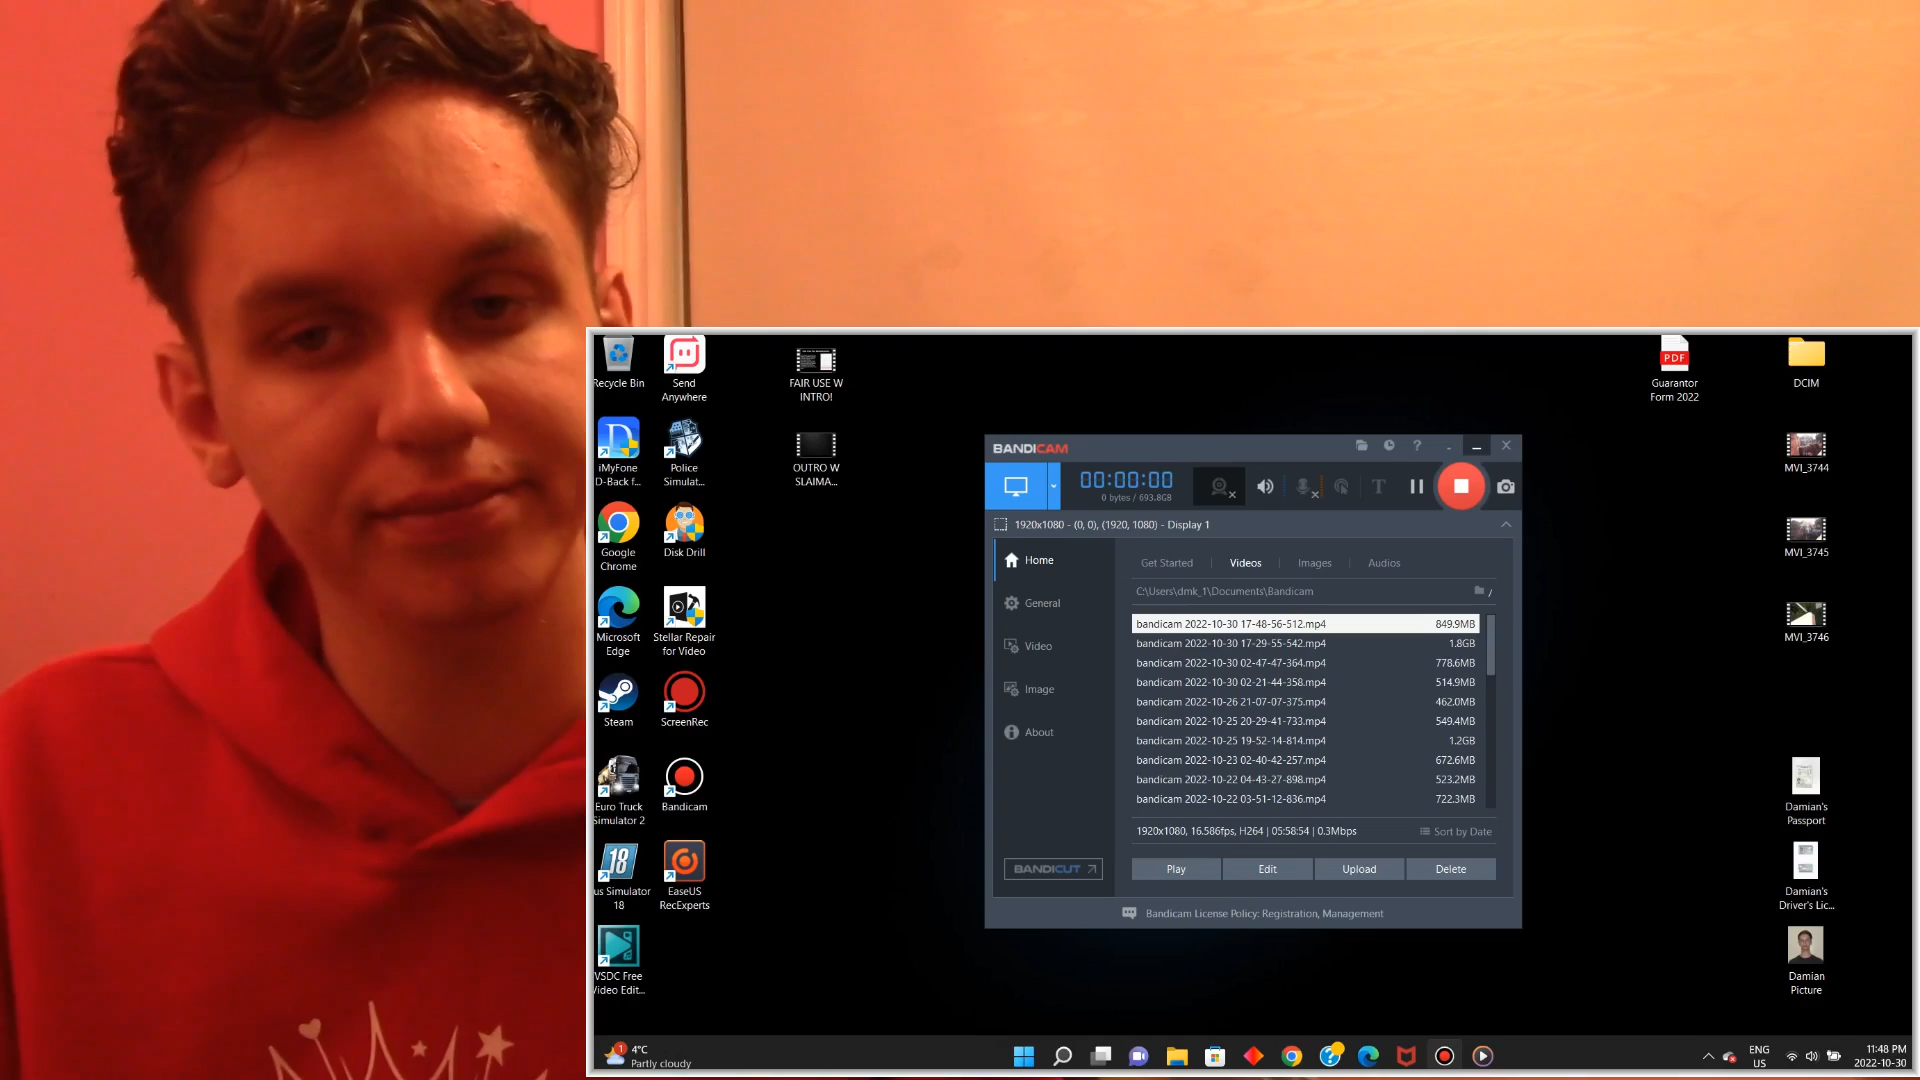 Recycle Bin
Send
Anywhere
FAIR USE W
INTRO!
PDF
Guarantor
Form 2022
DCIM
iMyFone
D-Back f...
Police
Simulat...
OUTRO W
SLAIMA...
MVI_3744
Google
Chrome
Disk Drill
MVI_3745
Microsoft
Edge
Stellar Repair
for Video
MVI_3746
Steam
ScreenRec
Euro Truck
Simulator 2
Bandicam
Damian's
Passport
18
us Simulator
18
EaseUS
RecExperts
Damian's
Driver's Lic...
VSDC Free
Video Edit...
Damian
Picture
BANDICAM
00:00:00
0 bytes / 693.8GB
1920x1080 - (0, 0), (1920, 1080) - Display 1
Home
General
Video
Image
About
BANDICUT
Get Started
Videos
Images
Audios
C:\Users\dmk_1\Documents\Bandicam
bandicam 2022-10-30 17-48-56-512.mp4 849.9MB
bandicam 2022-10-30 17-29-55-542.mp4 1.8GB
bandicam 2022-10-30 02-47-47-364.mp4 778.6MB
bandicam 2022-10-30 02-21-44-358.mp4 514.9MB
bandicam 2022-10-26 21-07-07-375.mp4 462.0MB
bandicam 2022-10-25 20-29-41-733.mp4 549.4MB
bandicam 2022-10-25 19-52-14-814.mp4 1.2GB
bandicam 2022-10-23 02-40-42-257.mp4 672.6MB
bandicam 2022-10-22 04-43-27-898.mp4 523.2MB
bandicam 2022-10-22 03-51-12-836.mp4 722.3MB
1920x1080, 16.586fps, H264 | 05:58:54 | 0.3Mbps
Sort by Date
Play
Edit
Upload
Delete
Bandicam License Policy: Registration, Management
1
4°C
Partly cloudy
ENG
US
11:48 PM
2022-10-30